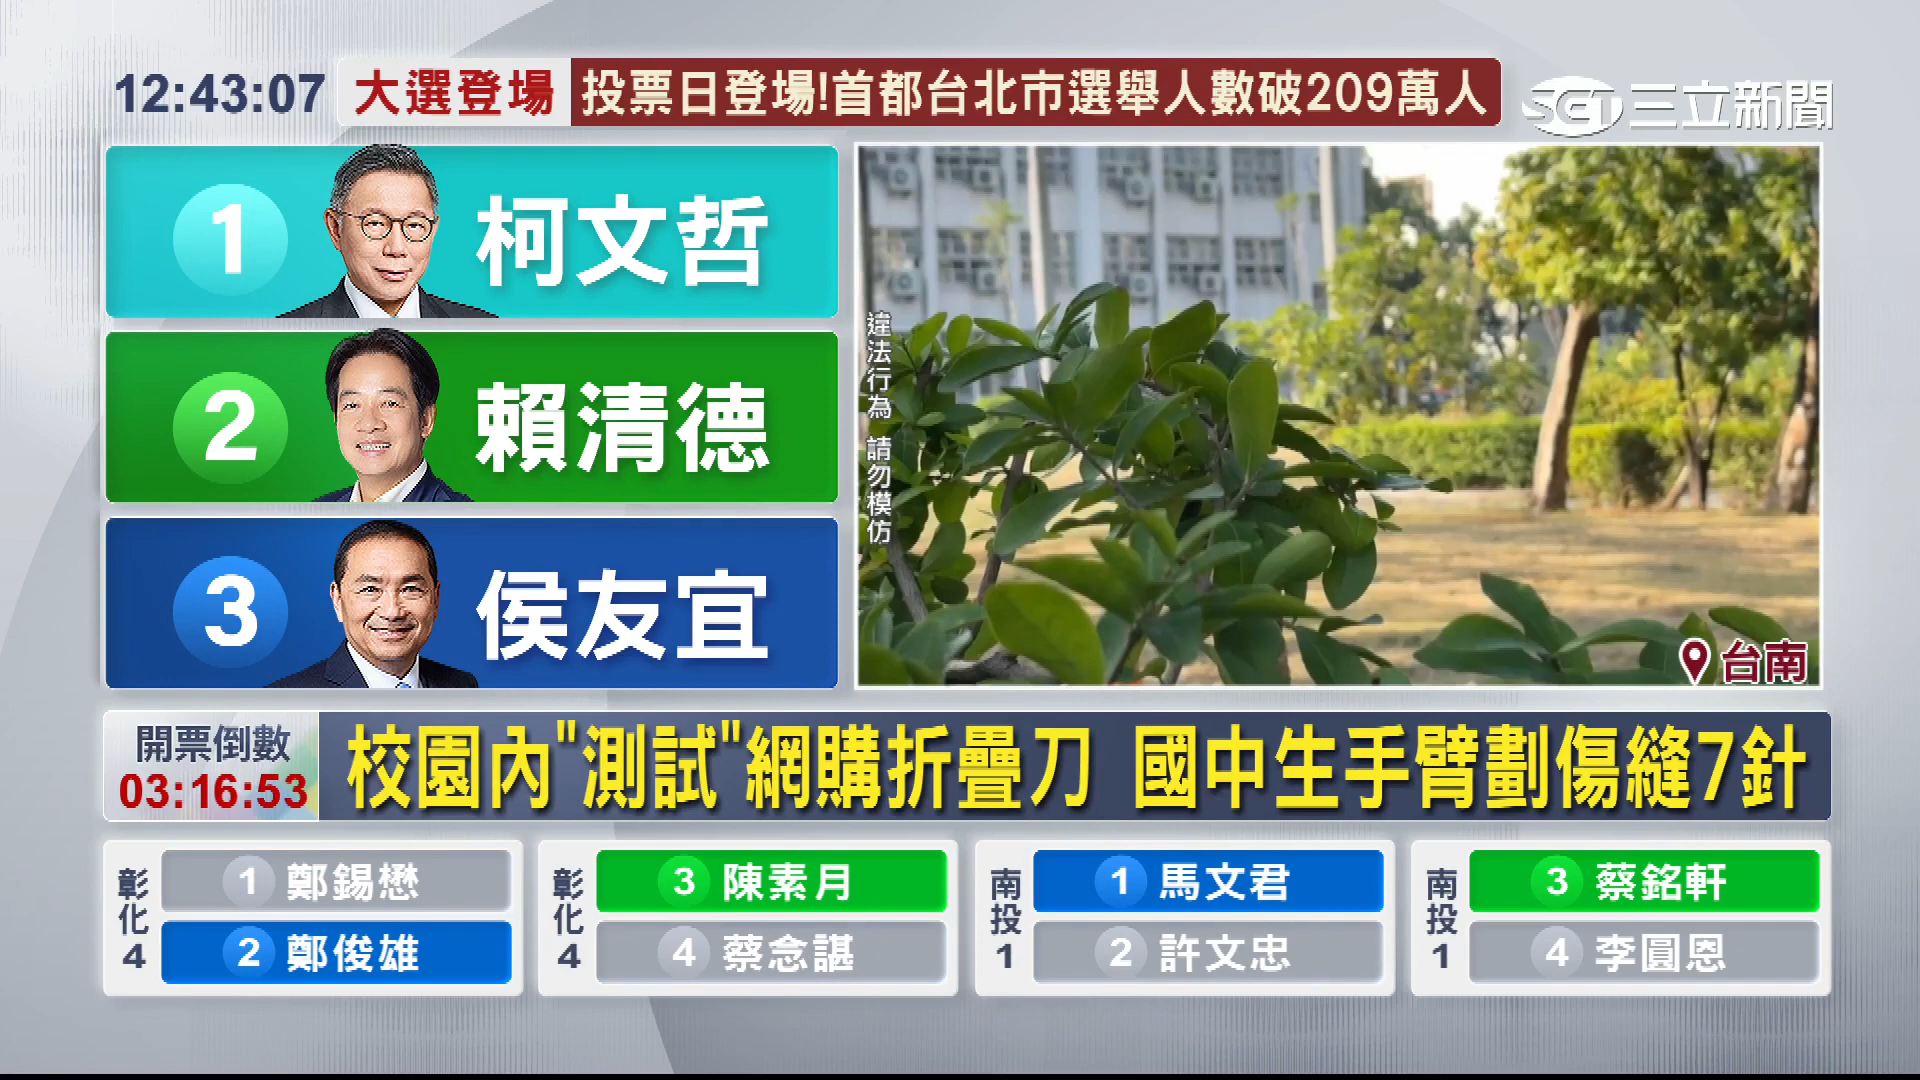 12:43:07
大選登場
投票日登場!首都台北市選舉人數破209萬人
SET三立新聞
1 柯文哲
2 賴清德
3 侯友宜
違法行為 請勿模仿
台南
開票倒數
03:16:53
校園內"測試"網購折疊刀 國中生手臂劃傷縫7針
彰化4
1 鄭錫懋
2 鄭俊雄
彰化4
3 陳素月
4 蔡念諶
南投1
1 馬文君
2 許文忠
南投1
3 蔡銘軒
4 李圓恩